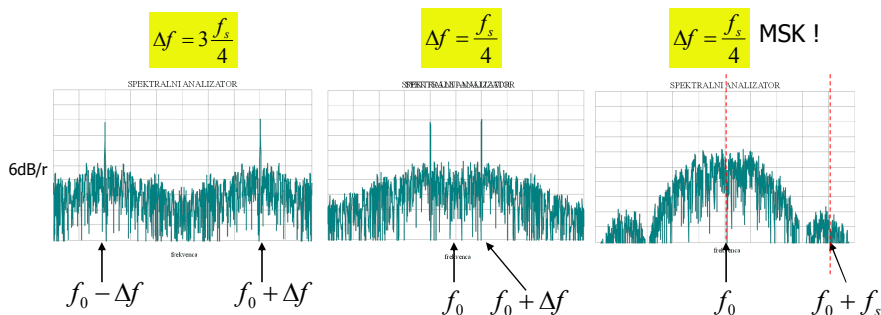 Δf = 3 f_s/4
Δf = f_s/4
Δf = f_s/4 MSK !
SPEKTRALNI ANALIZATOR
SPEKTRALNI ANALIZATOR
SPEKTRALNI ANALIZATOR
6dB/r
frekvenca
frekvenca
frekvenca
f_0 − Δf
f_0 + Δf
f_0
f_0 + Δf
f_0
f_0 + f_s